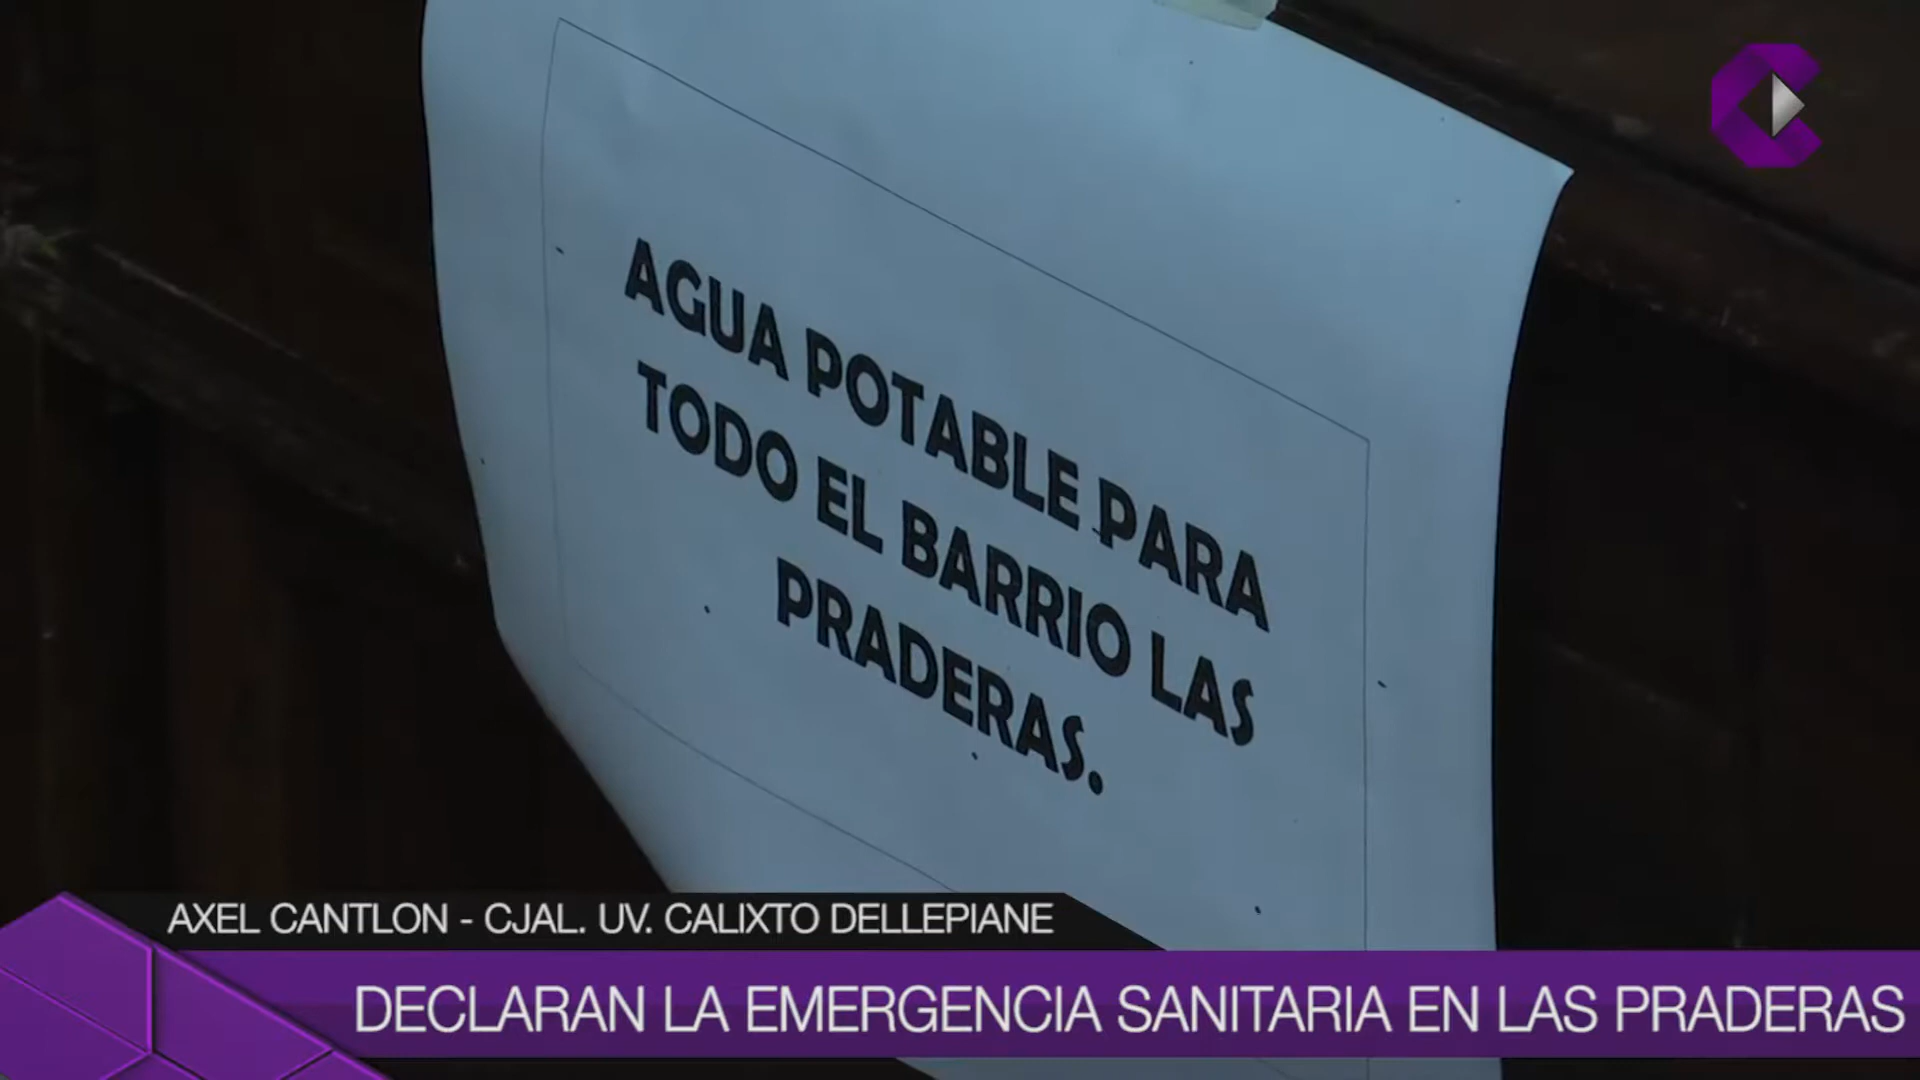 AGUA POTABLE PARA
TODO EL BARRIO LAS
PRADERAS.
AXEL CANTLON - CJAL. UV. CALIXTO DELLEPIANE
DECLARAN LA EMERGENCIA SANITARIA EN LAS PRADERAS